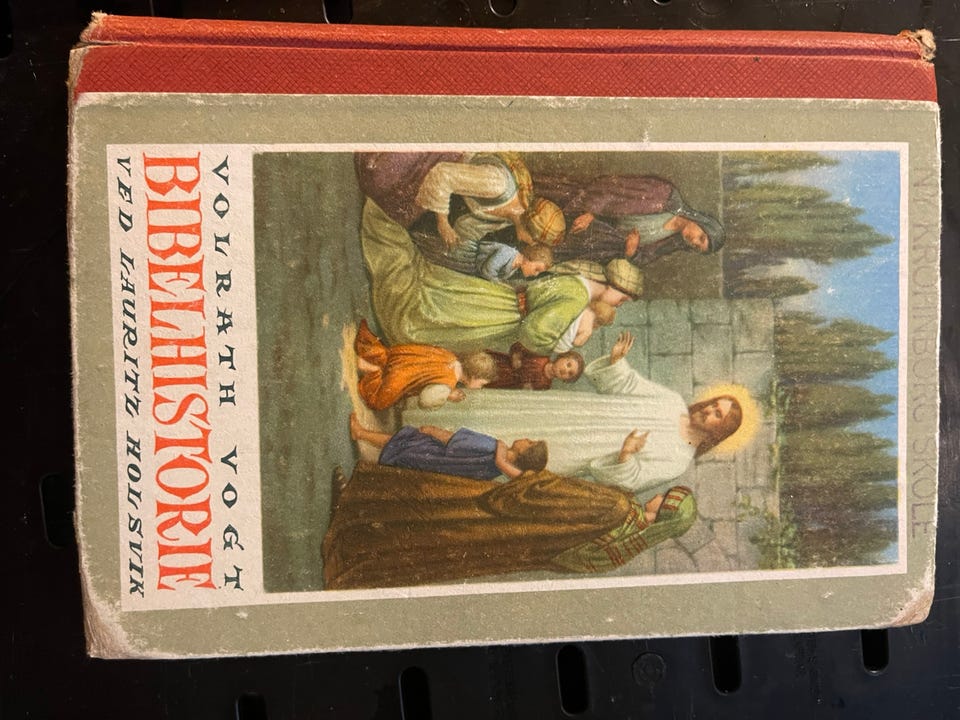 NY KROHNBORG SKOLE
VOLRATH VOGT
BIBELHISTORIE
VED LAURITZ HOLSVIK